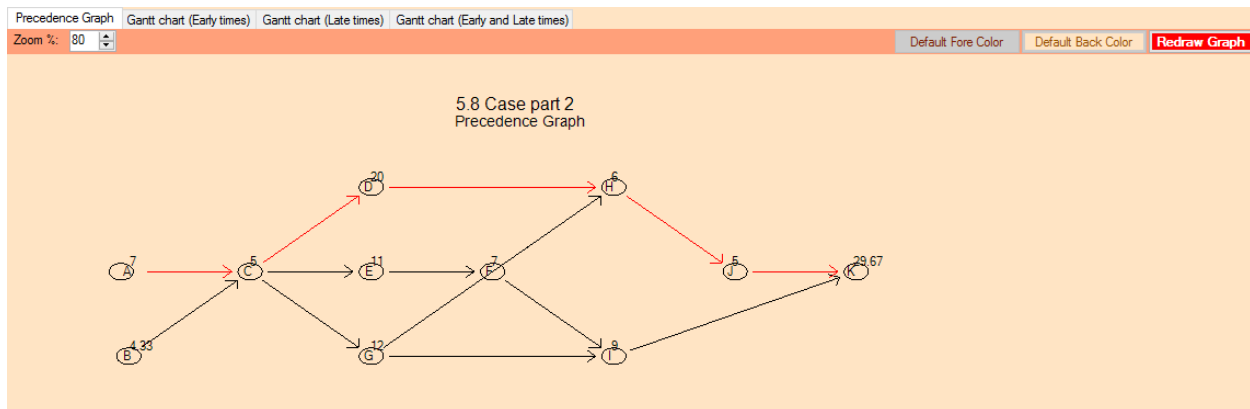 Precedence Graph Gantt chart (Early times) Gantt chart (Late times) Gantt chart (Early and Late times)
Zoom %: 80 Default Fore Color Default Back Color Redraw Graph
5.8 Case part 2
Precedence Graph
20 6
D H
7 5 11 7 5 29.67
A C E F J K
4.33 12 9
B G I